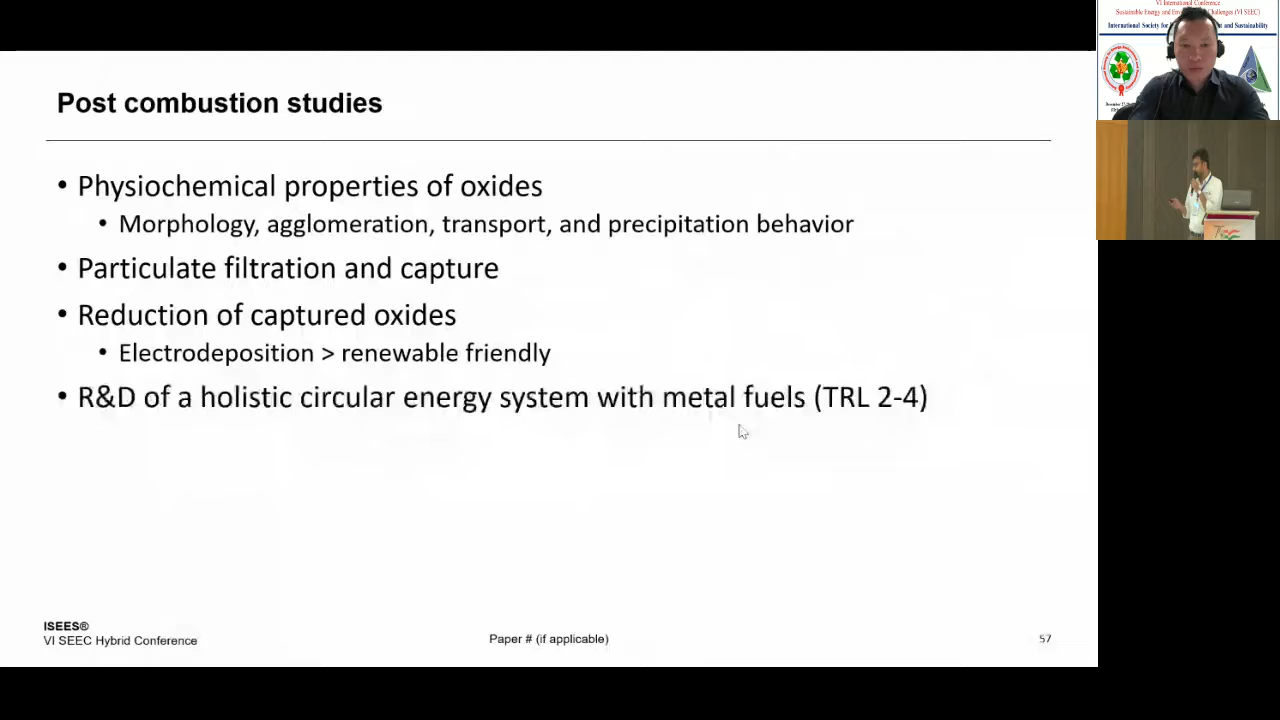 Post combustion studies
• Physiochemical properties of oxides
• Morphology, agglomeration, transport, and precipitation behavior
• Particulate filtration and capture
• Reduction of captured oxides
• Electrodeposition > renewable friendly
• R&D of a holistic circular energy system with metal fuels (TRL 2-4)
ISEES®
VI SEEC Hybrid Conference
Paper # (if applicable)
57
VI International Conference
Sustainable Energy and Challenges (VI SEEC)
International Society for and Sustainability